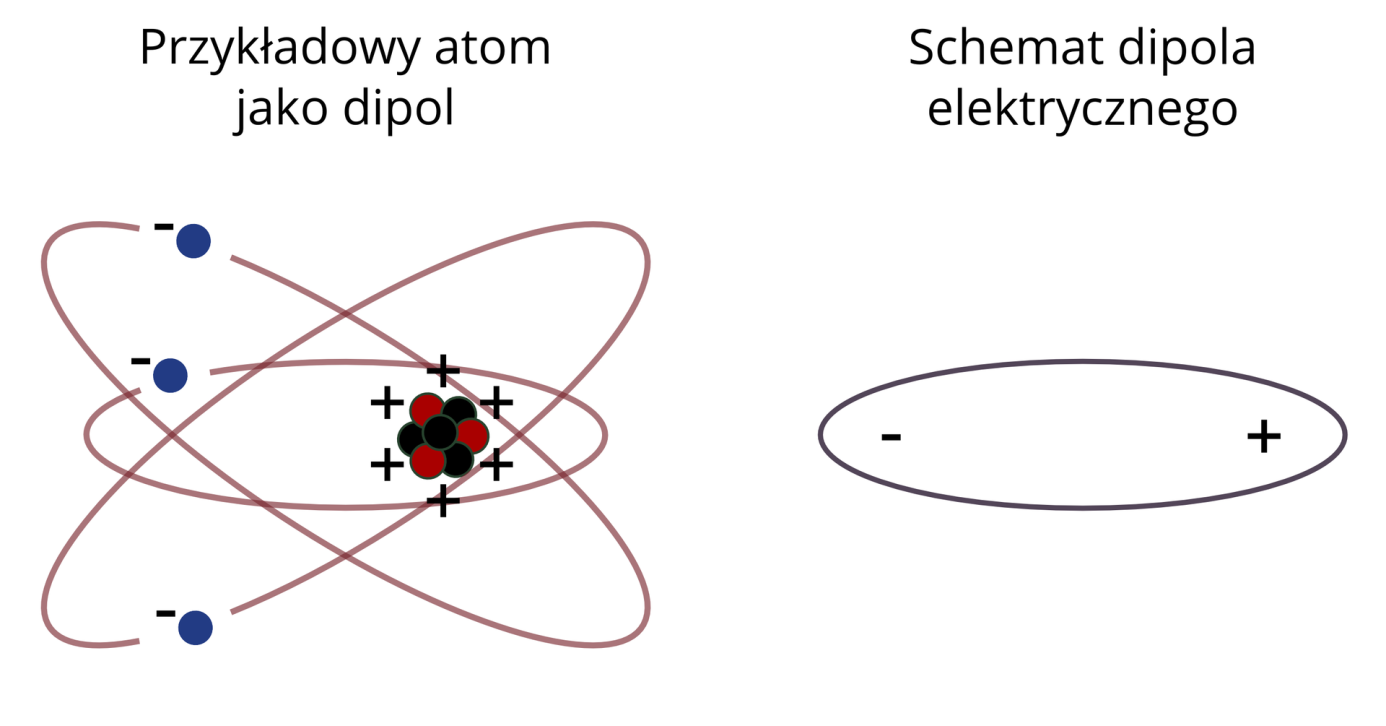 Przykładowy atom
jako dipol
Schemat dipola
elektrycznego
-
-
+
+ +
+ +
+
-
- +